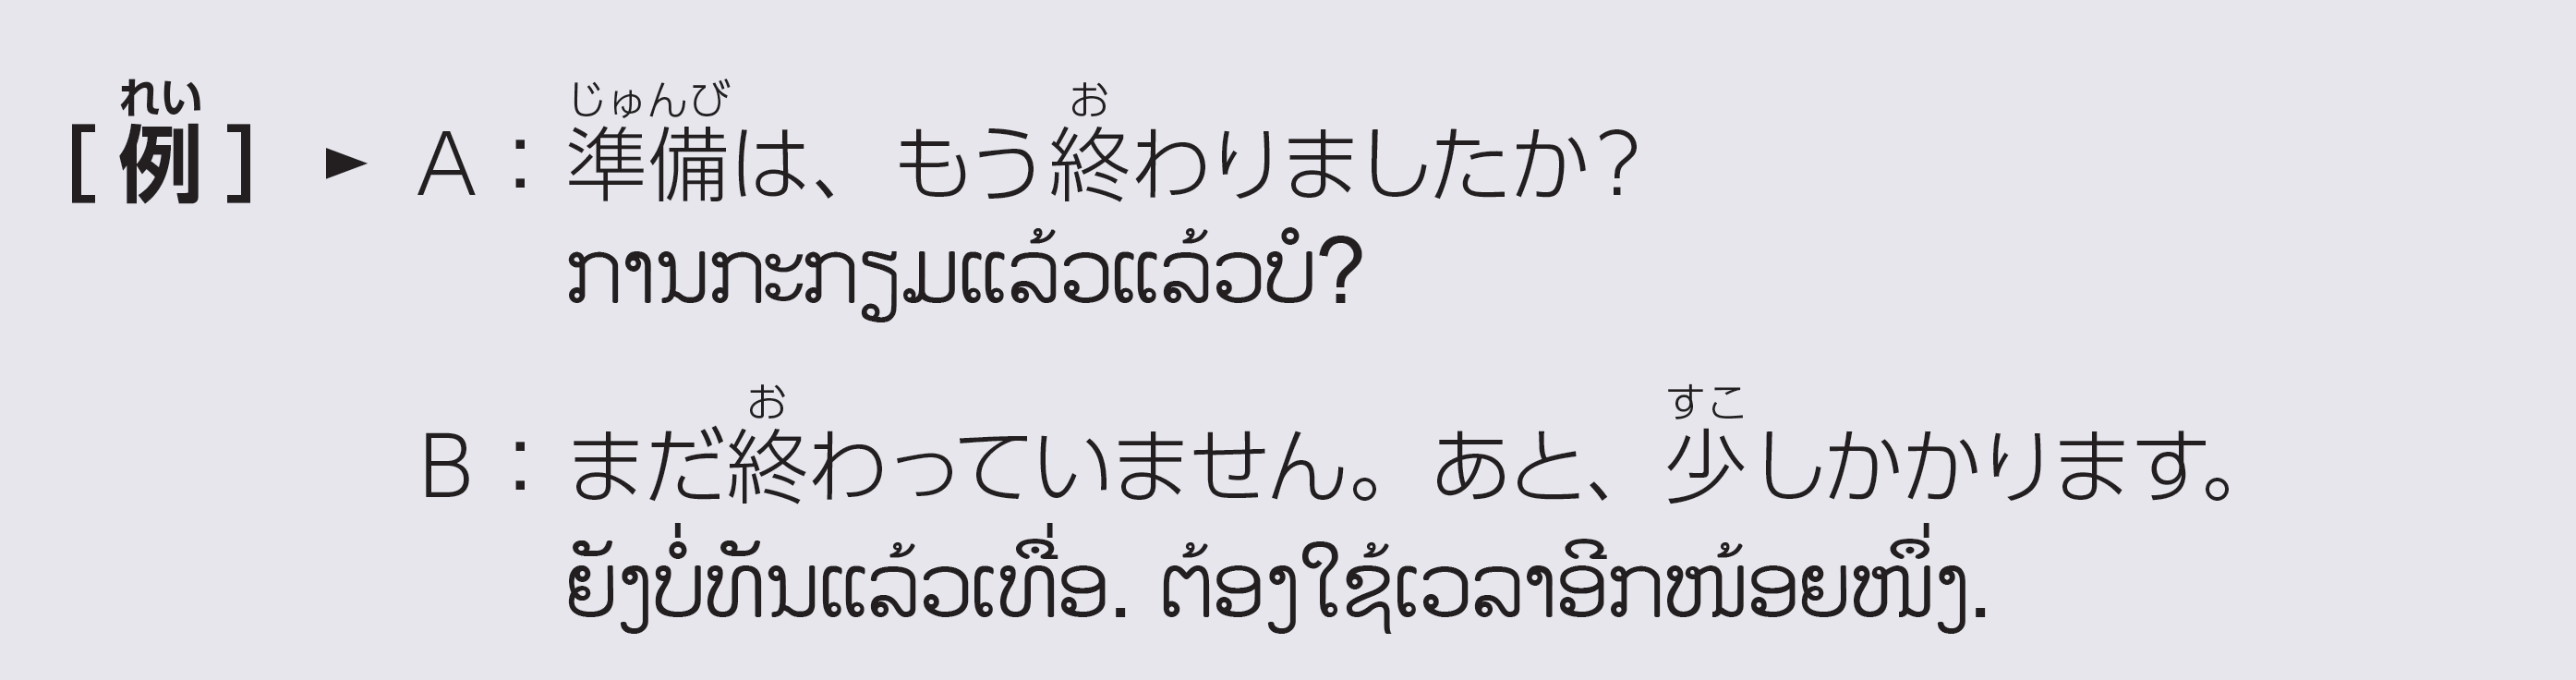 れい
じゅんび お
[ 例 ] ► A：準備は、もう終わりましたか？
ການກະກຽມແລ້ວແລ້ວບໍ?
お すこ
B：まだ終わっていません。あと、少しかかります。
ຍັງບໍ່ທັນແລ້ວເທື່ອ. ຕ້ອງໃຊ້ເວລາອີກໜ້ອຍໜຶ່ງ.